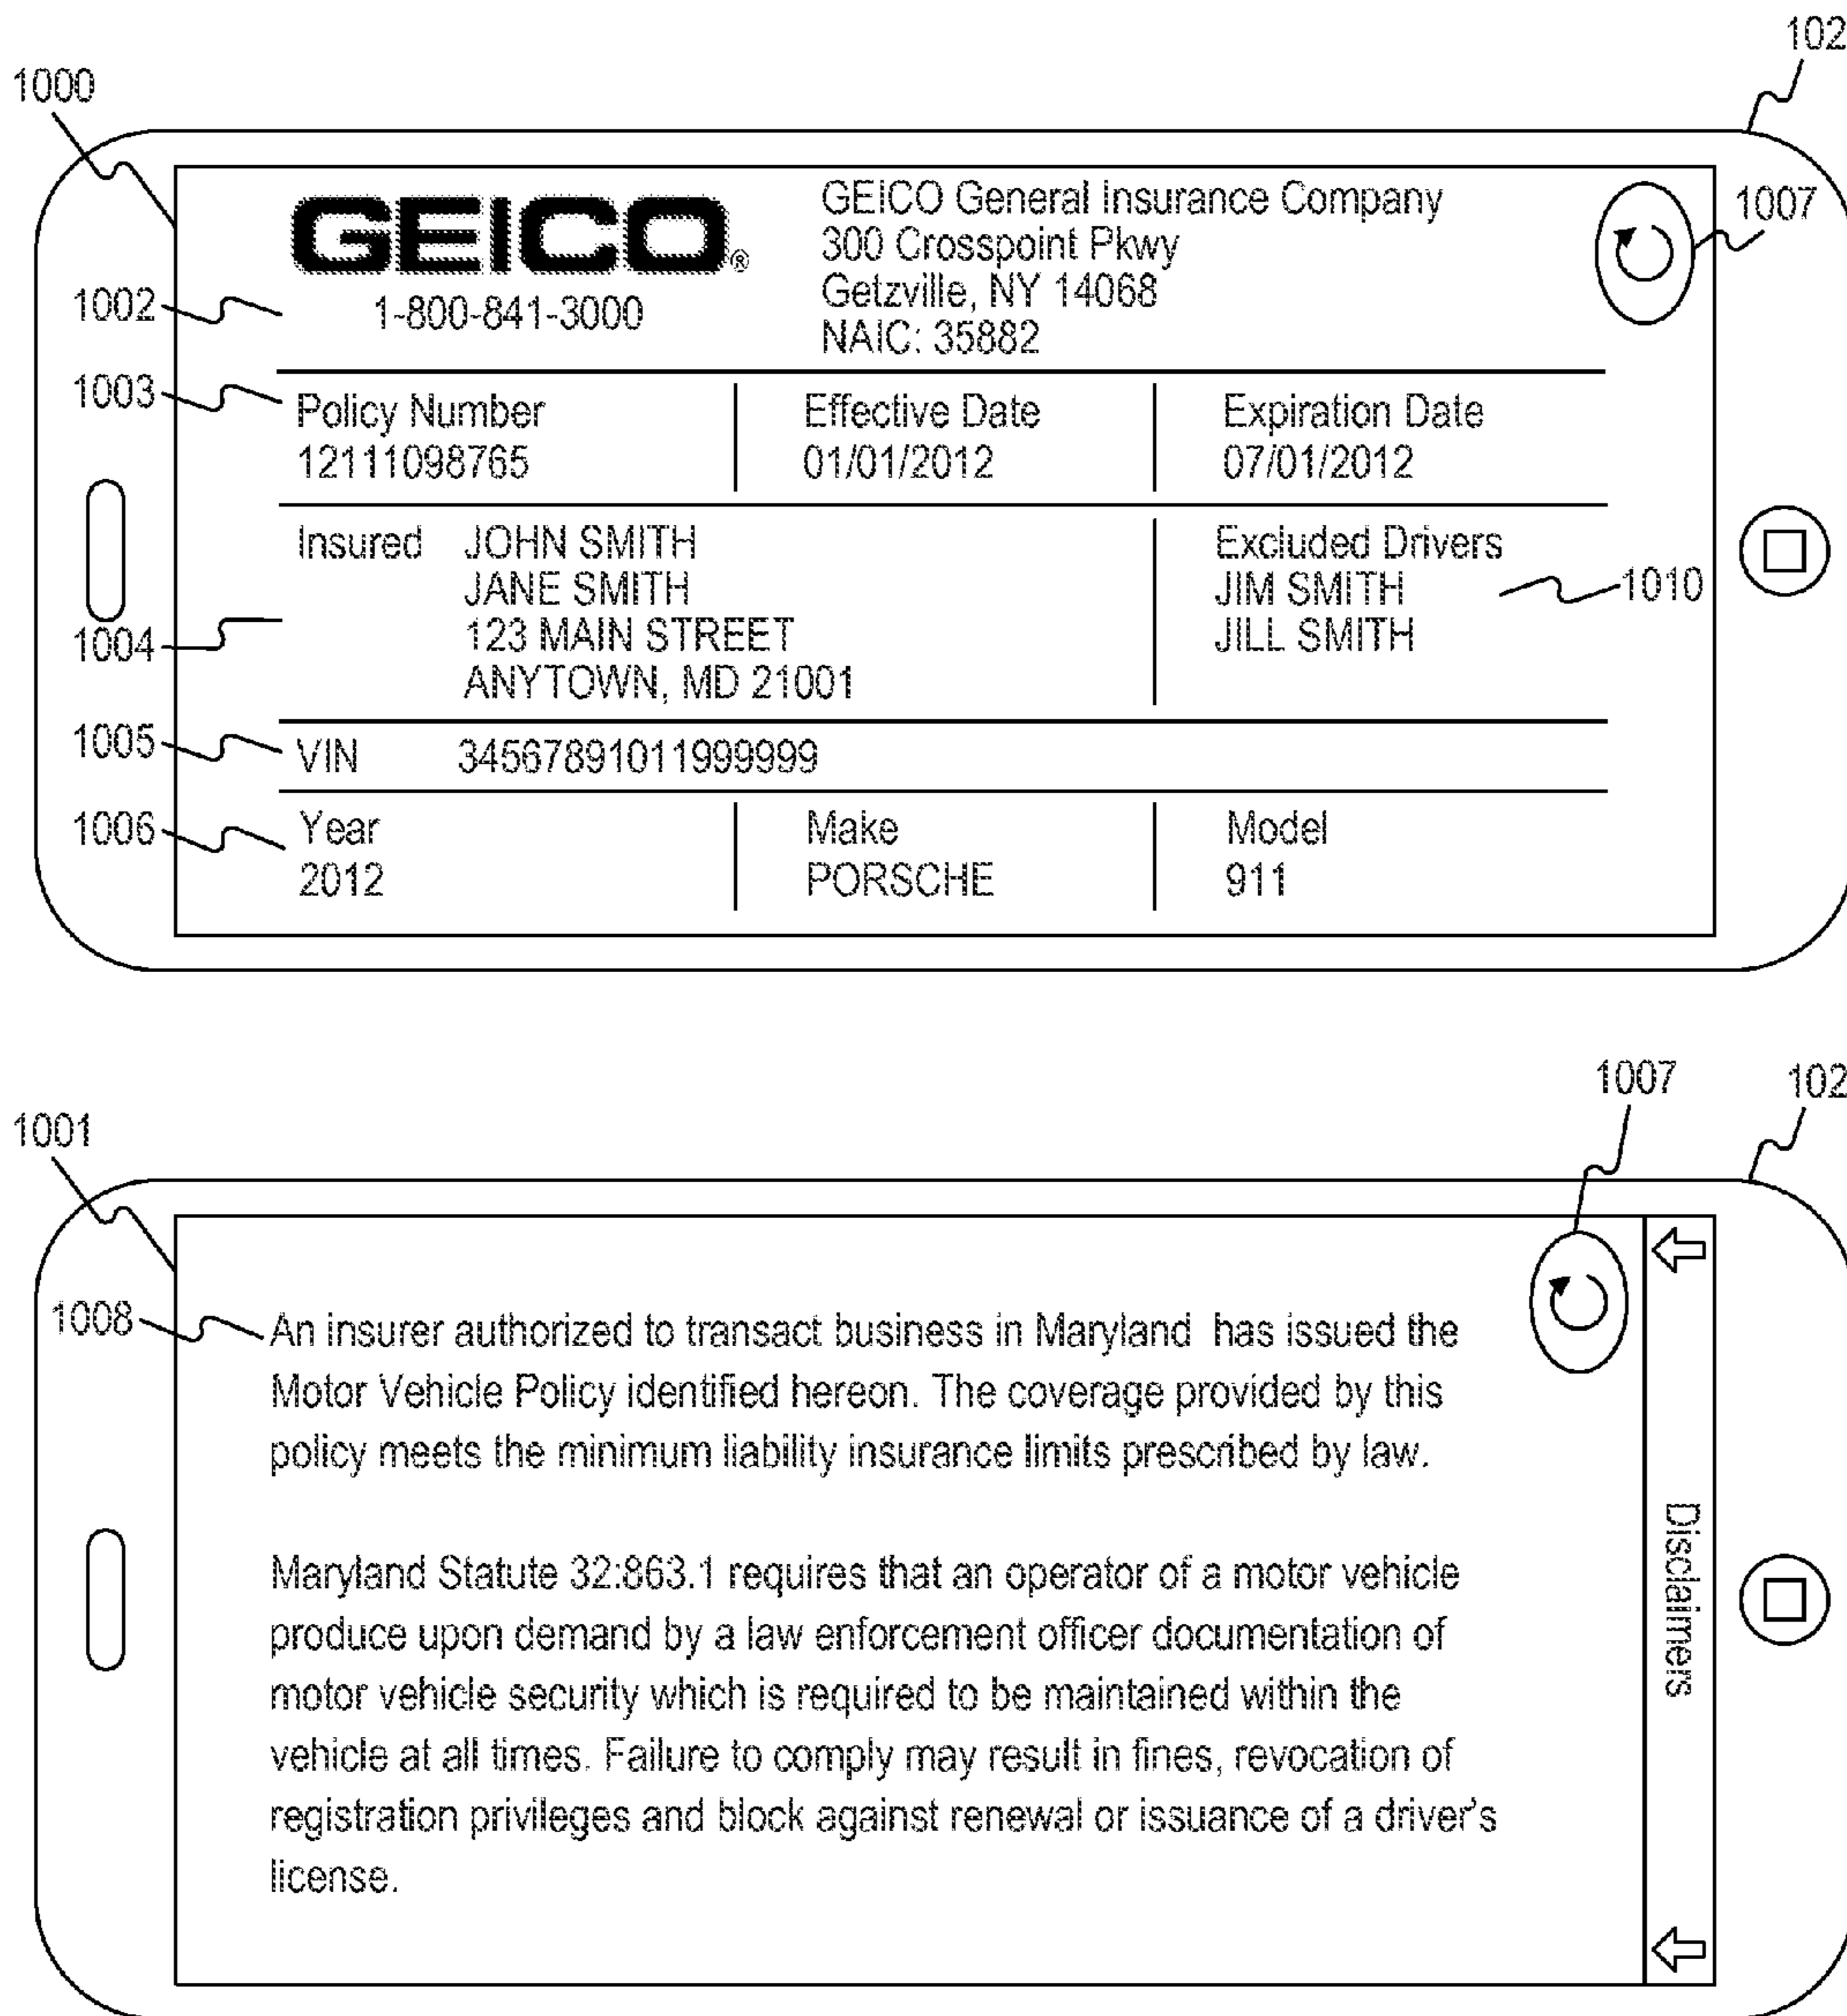 102
1000
GEICO®
1-800-841-3000
GEICO General Insurance Company
300 Crosspoint Pkwy
Getzville, NY 14068
NAIC: 35882
1007
1002
1003
Policy Number
12111098765
Effective Date
01/01/2012
Expiration Date
07/01/2012
Insured JOHN SMITH
JANE SMITH
123 MAIN STREET
ANYTOWN, MD 21001
Excluded Drivers
JIM SMITH
JILL SMITH
1010
1004
1005
VIN 34567891011999999
1006
Year
2012
Make
PORSCHE
Model
911
1007
102
1001
1008
An insurer authorized to transact business in Maryland has issued the
Motor Vehicle Policy identified hereon. The coverage provided by this
policy meets the minimum liability insurance limits prescribed by law.
Maryland Statute 32:863.1 requires that an operator of a motor vehicle
produce upon demand by a law enforcement officer documentation of
motor vehicle security which is required to be maintained within the
vehicle at all times. Failure to comply may result in fines, revocation of
registration privileges and block against renewal or issuance of a driver's
license.
Disclaimers